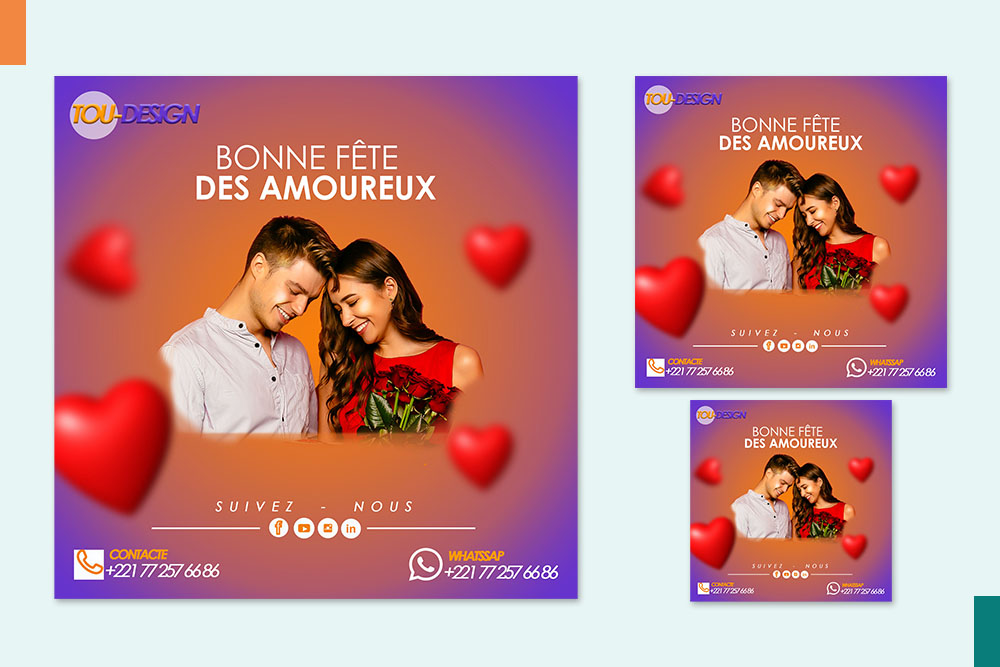 TOU-DESIGN
BONNE FÊTE
DES AMOUREUX
SUIVEZ - NOUS
in
CONTACTE
+221 77 257 66 86
WHATSSAP
+221 77 257 66 86
TOU-DESIGN
BONNE FÊTE
DES AMOUREUX
SUIVEZ - NOUS
in
CONTACTE
+221 77 257 66 86
WHATSSAP
+221 77 257 66 86
TOU-DESIGN
BONNE FÊTE
DES AMOUREUX
SUIVEZ - NOUS
in
CONTACTE
+221 77 257 66 86
WHATSSAP
+221 77 257 66 86